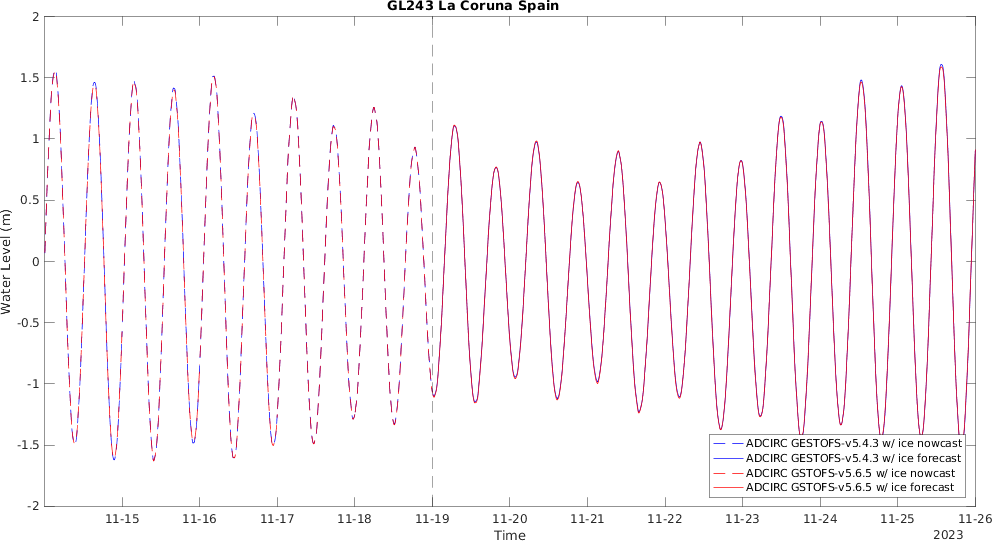 GL243 La Coruna Spain
2
1.5
1
0.5
0
-0.5
-1
-1.5
-2
Water Level (m)
ADCIRC GESTOFS-v5.4.3 w/ ice nowcast
ADCIRC GESTOFS-v5.4.3 w/ ice forecast
ADCIRC GSTOFS-v5.6.5 w/ ice nowcast
ADCIRC GSTOFS-v5.6.5 w/ ice forecast
11-15 11-16 11-17 11-18 11-19 11-20 11-21 11-22 11-23 11-24 11-25 11-26
Time
2023